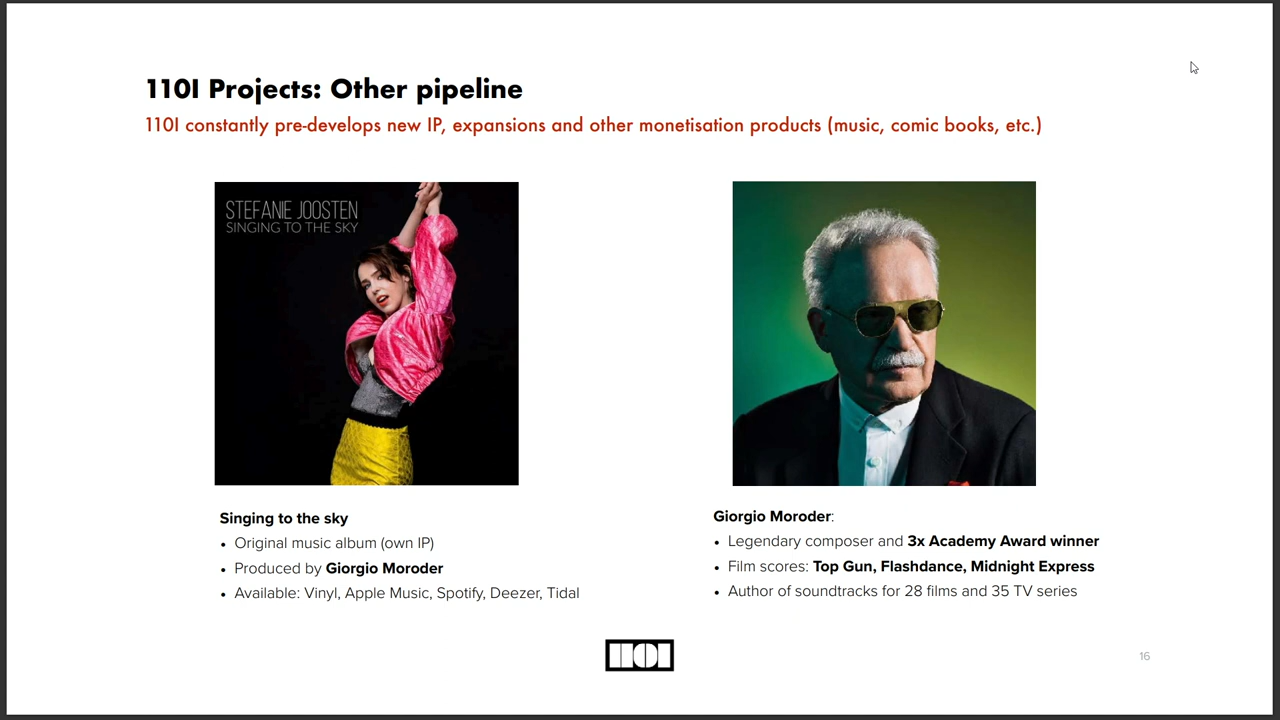 110I Projects: Other pipeline
110I constantly pre-develops new IP, expansions and other monetisation products (music, comic books, etc.)
STEFANIE JOOSTEN
SINGING TO THE SKY
Singing to the sky
• Original music album (own IP)
• Produced by Giorgio Moroder
• Available: Vinyl, Apple Music, Spotify, Deezer, Tidal
Giorgio Moroder:
• Legendary composer and 3x Academy Award winner
• Film scores: Top Gun, Flashdance, Midnight Express
• Author of soundtracks for 28 films and 35 TV series
110I
16